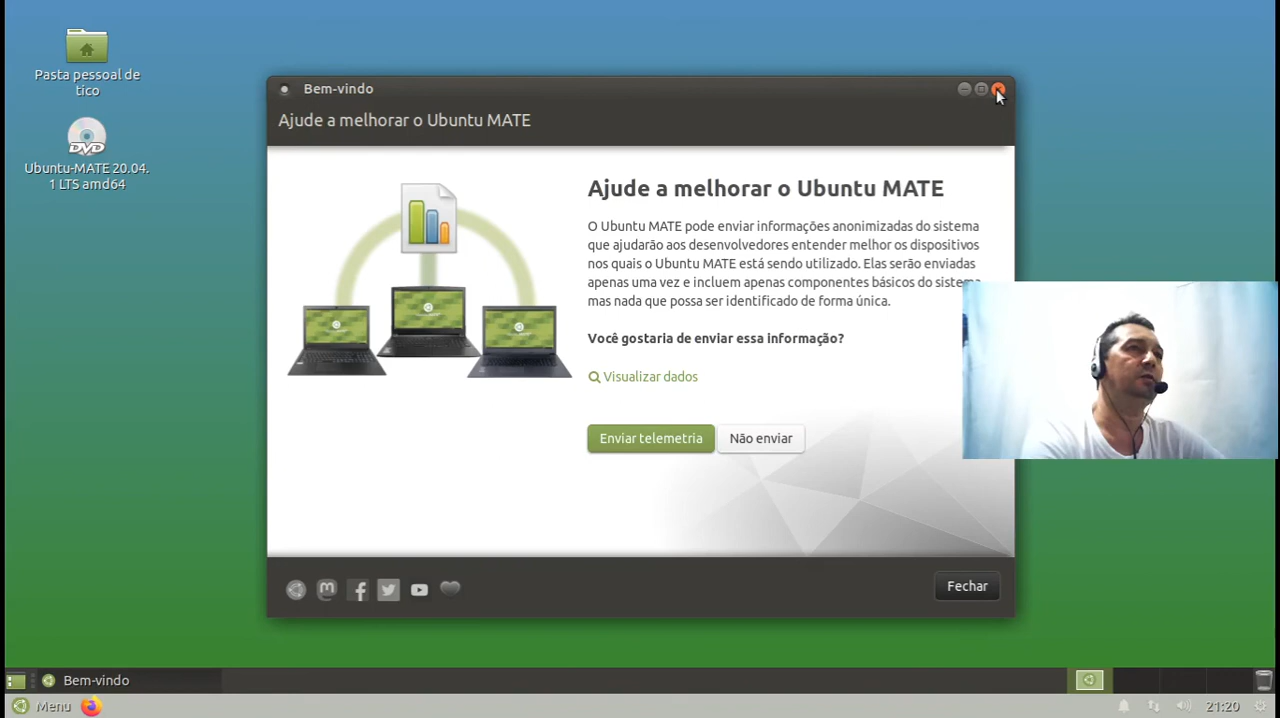 Pasta pessoal de
tico
DVD
Ubuntu-MATE 20.04.
1 LTS amd64
Bem-vindo
Ajude a melhorar o Ubuntu MATE
Ajude a melhorar o Ubuntu MATE
O Ubuntu MATE pode enviar informações anonimizadas do sistema
que ajudarão aos desenvolvedores entender melhor os dispositivos
nos quais o Ubuntu MATE está sendo utilizado. Elas serão enviadas
apenas uma vez e incluem apenas componentes básicos do sistema
mas nada que possa ser identificado de forma única.
Você gostaria de enviar essa informação?
Visualizar dados
Enviar telemetria
Não enviar
Fechar
Bem-vindo
Menu
21:20